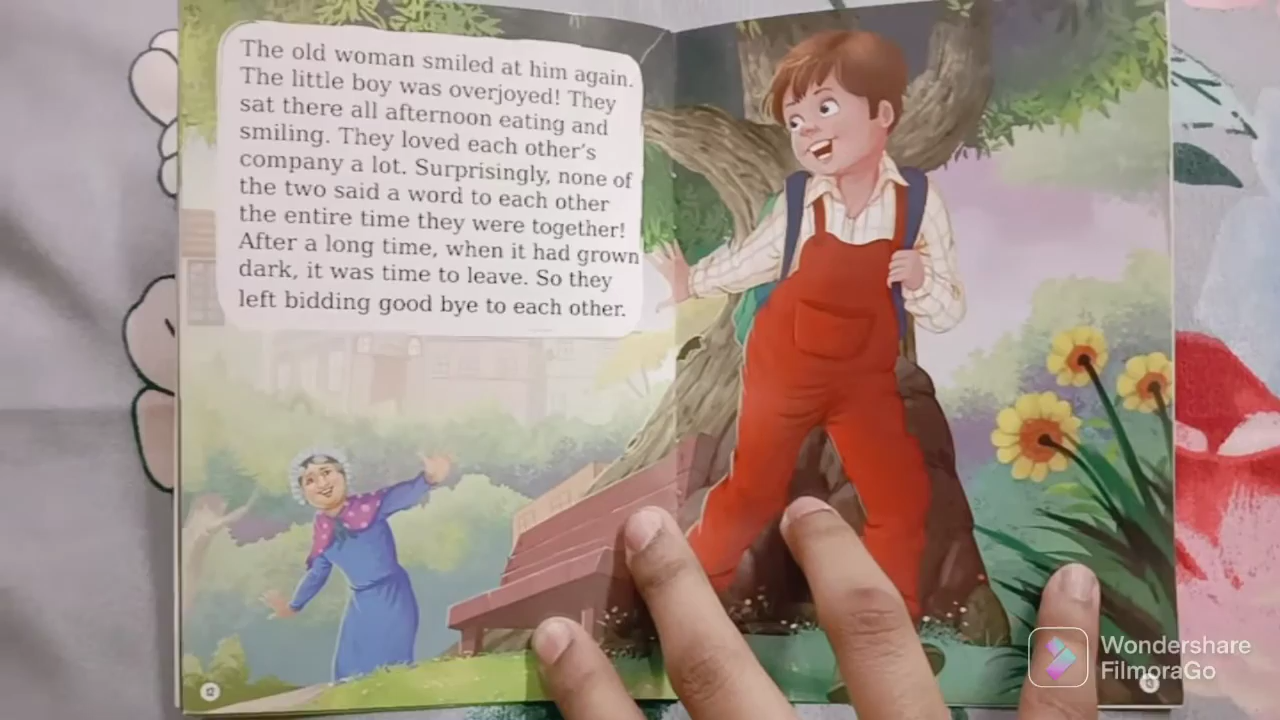 The old woman smiled at him again.
The little boy was overjoyed! They
sat there all afternoon eating and
smiling. They loved each other's
company a lot. Surprisingly, none of
the two said a word to each other
the entire time they were together!
After a long time, when it had grown
dark, it was time to leave. So they
left bidding good bye to each other.
12
Wondershare
FilmoraGo